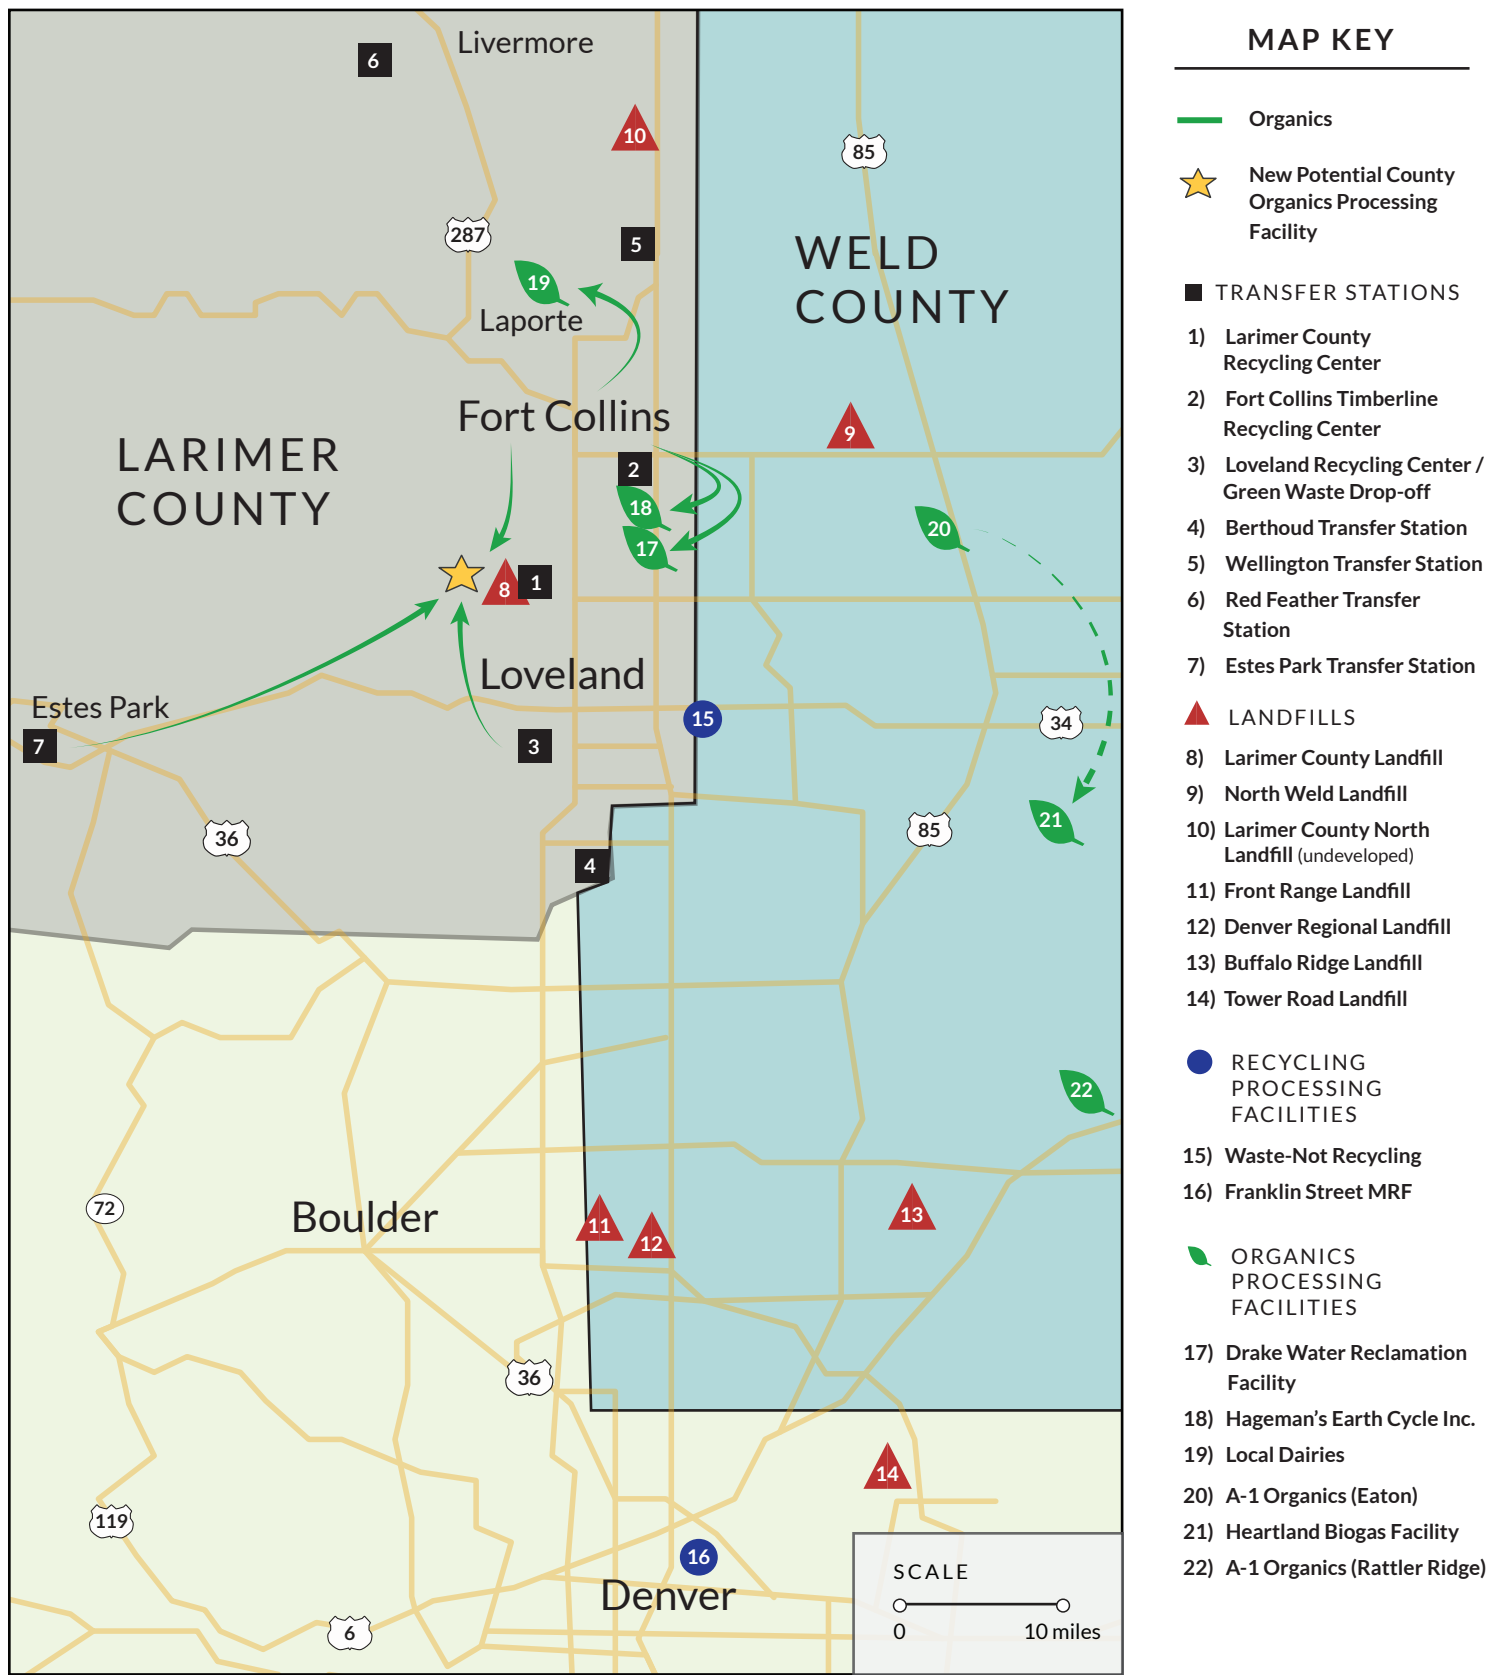 Livermore
6
10
85
287
5
WELD
COUNTY
19
Laporte
Fort Collins
9
LARIMER
COUNTY
2
18
17
20
8
1
Loveland
Estes Park
7
3
15
34
36
4
85
21
22
72
Boulder
11
12
13
36
14
119
16
Denver
6
SCALE
0
10 miles
MAP KEY
Organics
New Potential County
Organics Processing
Facility
TRANSFER STATIONS
1) Larimer County
Recycling Center
2) Fort Collins Timberline
Recycling Center
3) Loveland Recycling Center /
Green Waste Drop-off
4) Berthoud Transfer Station
5) Wellington Transfer Station
6) Red Feather Transfer
Station
7) Estes Park Transfer Station
LANDFILLS
8) Larimer County Landfill
9) North Weld Landfill
10) Larimer County North
Landfill (undeveloped)
11) Front Range Landfill
12) Denver Regional Landfill
13) Buffalo Ridge Landfill
14) Tower Road Landfill
RECYCLING
PROCESSING
FACILITIES
15) Waste-Not Recycling
16) Franklin Street MRF
ORGANICS
PROCESSING
FACILITIES
17) Drake Water Reclamation
Facility
18) Hageman's Earth Cycle Inc.
19) Local Dairies
20) A-1 Organics (Eaton)
21) Heartland Biogas Facility
22) A-1 Organics (Rattler Ridge)